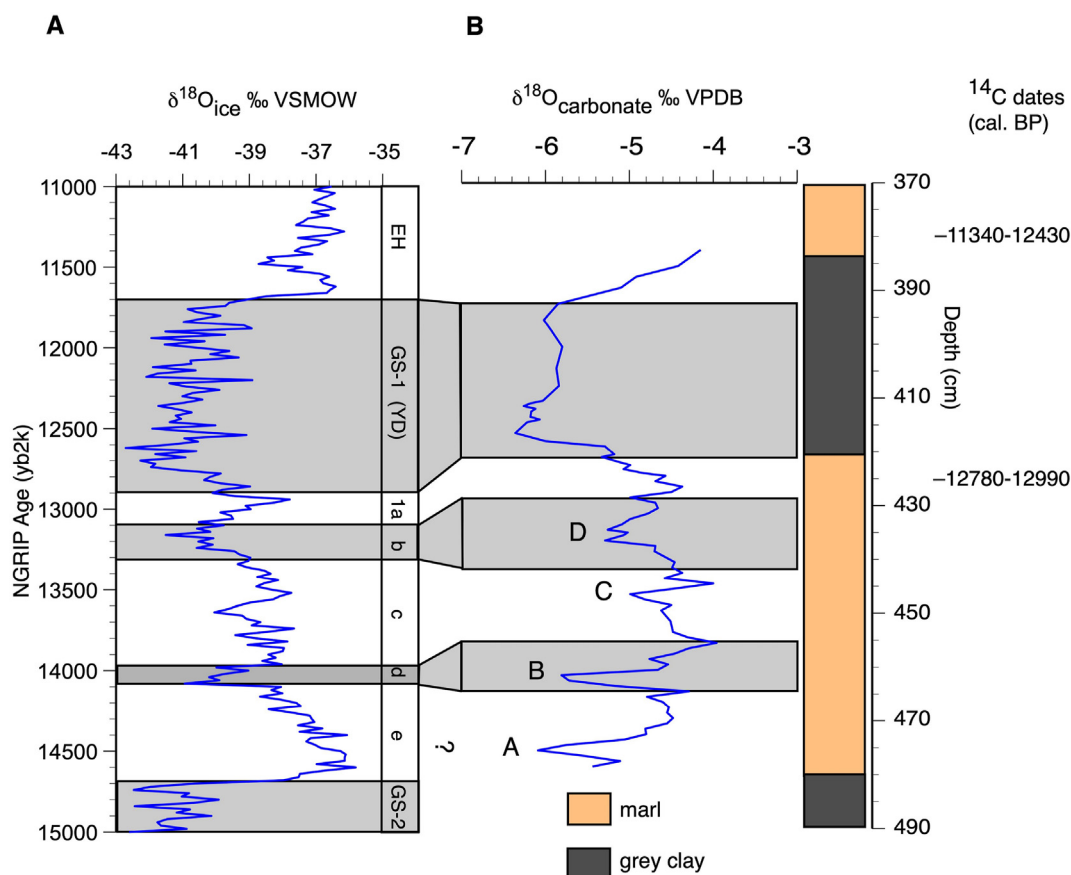 A
B
δ18Oice ‰ VSMOW
δ18Ocarbonate ‰ VPDB
14C dates
(cal. BP)
-43 -41 -39 -37 -35
-7 -6 -5 -4 -3
NGRIP Age (yb2k)
11000
11500
12000
12500
13000
13500
14000
14500
15000
EH
GS-1 (YD)
1a
b
c
d
e
GS-2
?
D
C
B
A
370
390
410
430
450
470
490
Depth (cm)
–11340-12430
–12780-12990
marl
grey clay